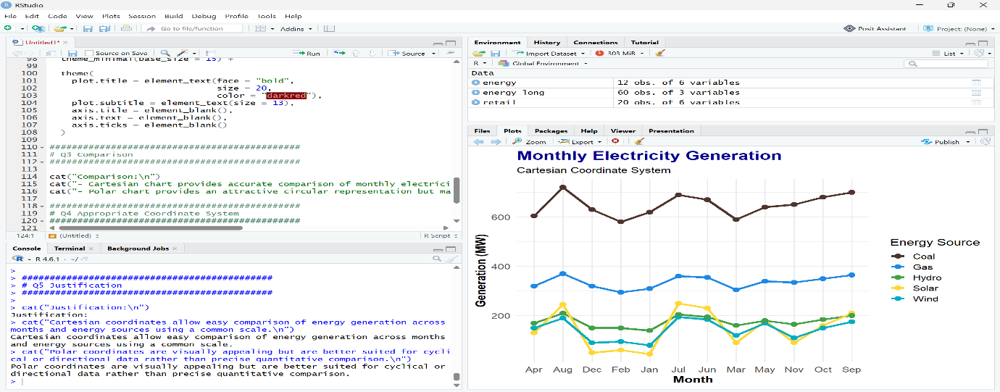 RStudio
File Edit Code View Plots Session Build Debug Profile Tools Help
Go to file/function Addins Posit Assistant Project: (None)
Untitled1*
Source on Save Run Source
98 theme_minimal(base_size = 15) +
99
100 theme(
101 plot.title = element_text(face = "bold",
102 size = 20,
103 color = "darkred"),
104 plot.subtitle = element_text(size = 13),
105 axis.title = element_blank(),
106 axis.text = element_blank(),
107 axis.ticks = element_blank()
108 )
109
110 #############################################
111 # Q3 Comparison
112 #############################################
113
114 cat("Comparison:\n")
115 cat("- Cartesian chart provides accurate comparison of monthly electrici
116 cat("- Polar chart provides an attractive circular representation but ma
117
118 #############################################
119 # Q4 Appropriate Coordinate System
120 #############################################
121
124:1 (Untitled) R Script
Console Terminal Background Jobs
R 4.6.1 · ~/
>
> #############################################
> # Q5 Justification
> #############################################
>
> cat("Justification:\n")
Justification:
> cat("Cartesian coordinates allow easy comparison of energy generation across
months and energy sources using a common scale.\n")
Cartesian coordinates allow easy comparison of energy generation across months
and energy sources using a common scale.
> cat("Polar coordinates are visually appealing but are better suited for cycli
cal or directional data rather than precise quantitative comparison.\n")
Polar coordinates are visually appealing but are better suited for cyclical or
directional data rather than precise quantitative comparison.
>
Environment History Connections Tutorial
Import Dataset 303 MiB List
R Global Environment
Data
energy 12 obs. of 6 variables
energy_long 60 obs. of 3 variables
retail 20 obs. of 6 variables
Files Plots Packages Help Viewer Presentation
Zoom Export Publish
Monthly Electricity Generation
Cartesian Coordinate System
600
400
200
Generation (MW)
Apr Aug Dec Feb Jan Jul Jun Mar May Nov Oct Sep
Month
Energy Source
Coal
Gas
Hydro
Solar
Wind